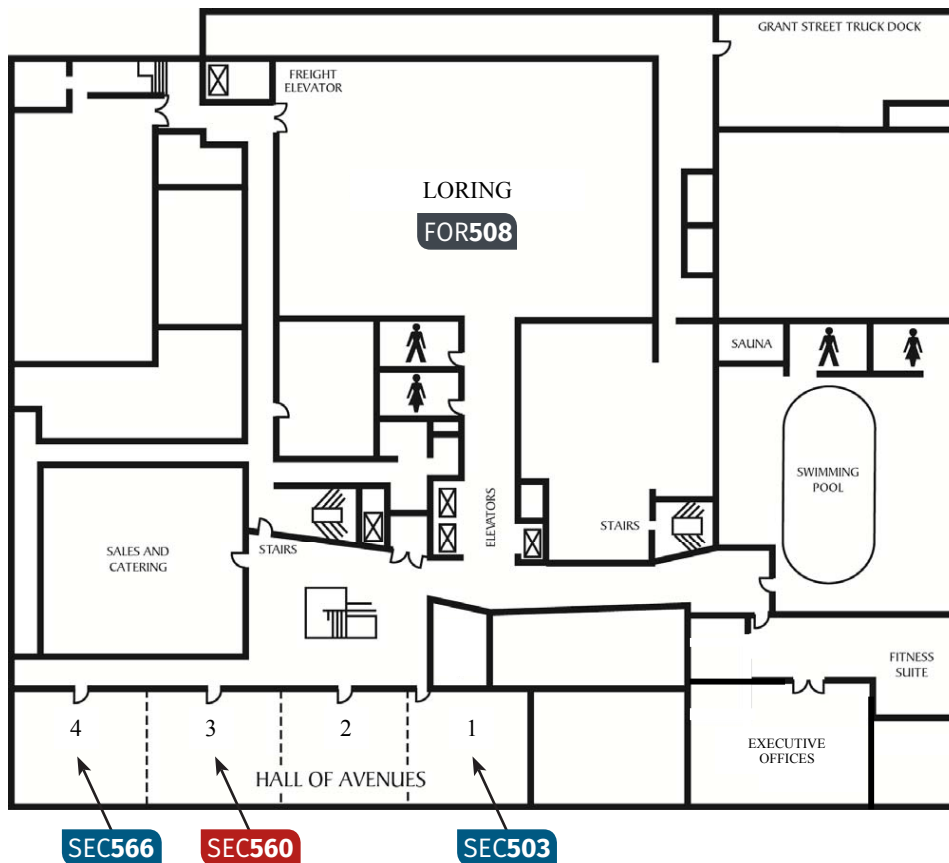 GRANT STREET TRUCK DOCK
FREIGHT
ELEVATOR
LORING
FOR508
SAUNA
SWIMMING
POOL
ELEVATORS
STAIRS
STAIRS
SALES AND
CATERING
FITNESS
SUITE
4
3
2
1
EXECUTIVE
OFFICES
HALL OF AVENUES
SEC566
SEC560
SEC503